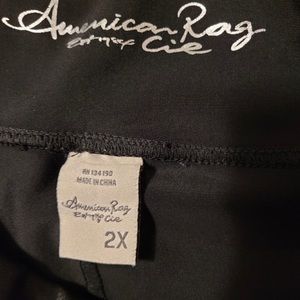 American Rag
Cie
RN 134190
MADE IN CHINA
American Rag
Cie
2X